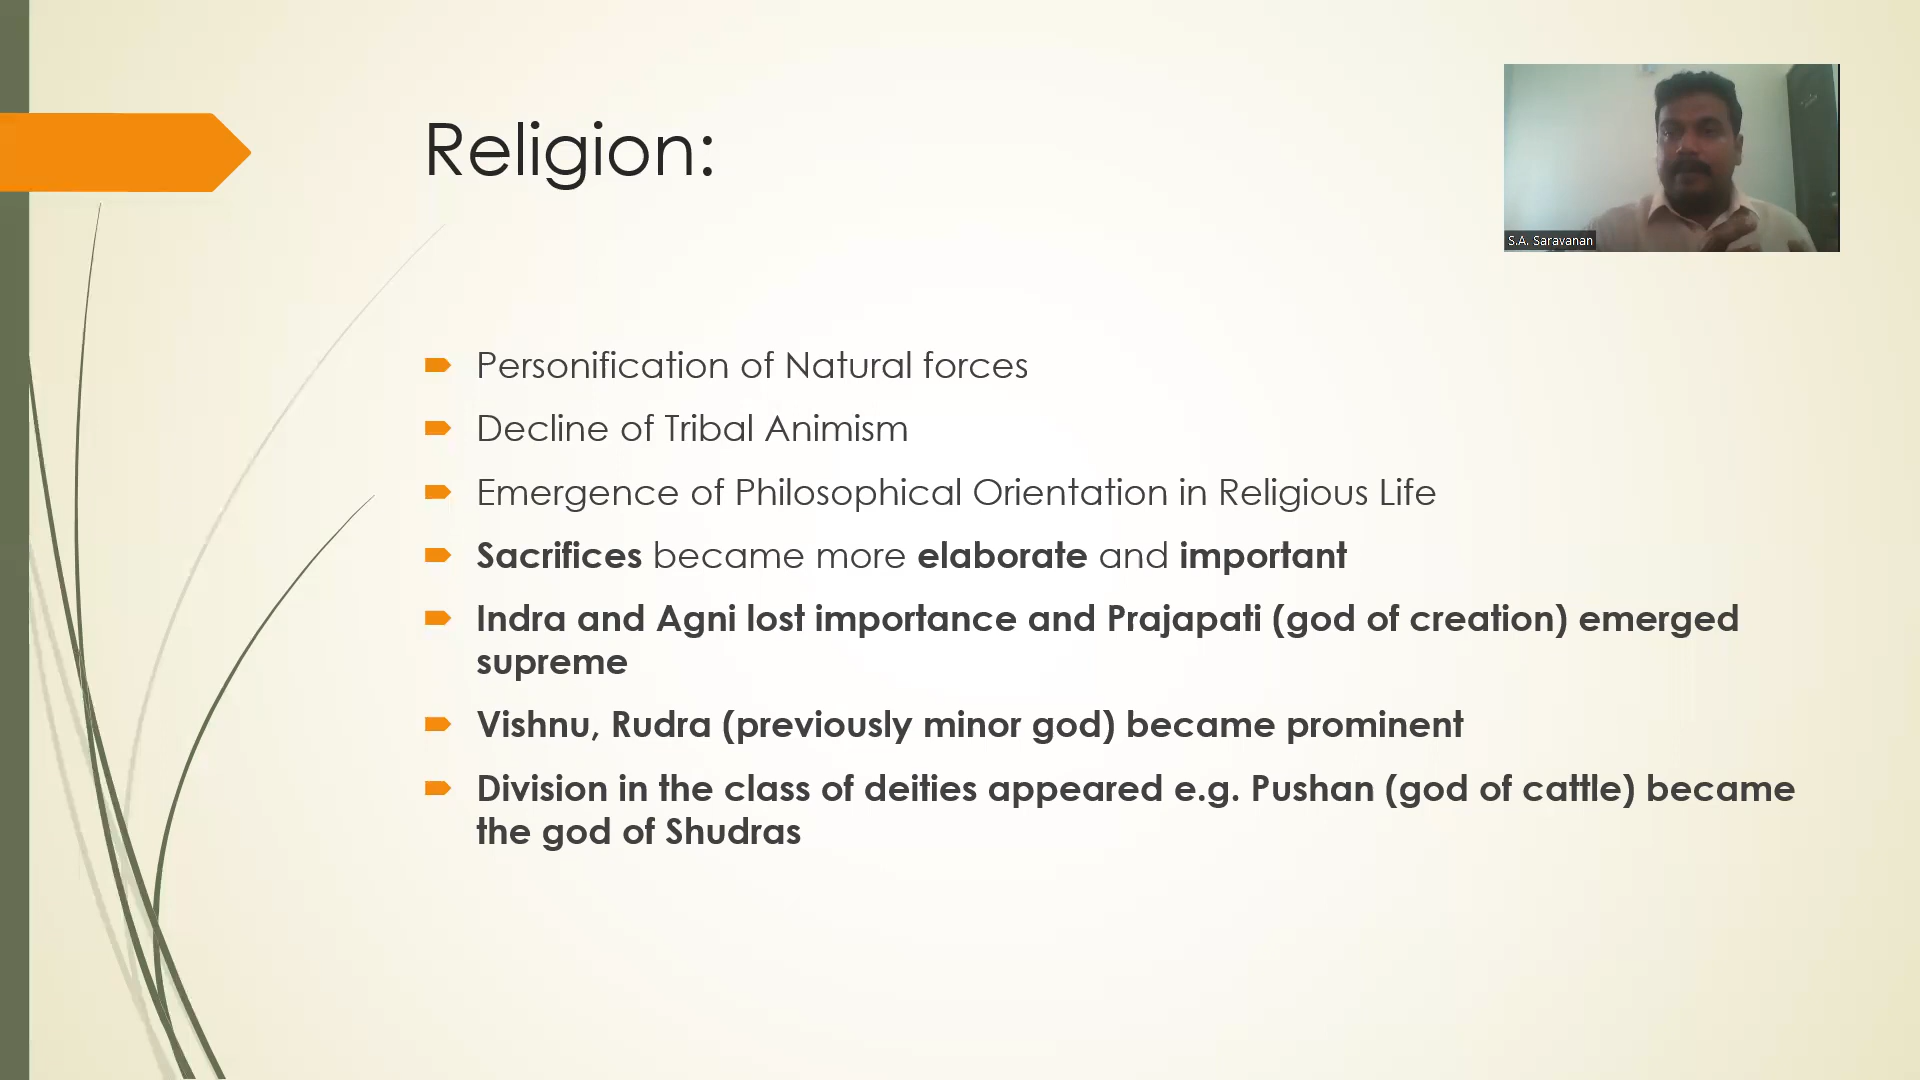 Religion:
S.A. Saravanan
Personification of Natural forces
Decline of Tribal Animism
Emergence of Philosophical Orientation in Religious Life
Sacrifices became more elaborate and important
Indra and Agni lost importance and Prajapati (god of creation) emerged
supreme
Vishnu, Rudra (previously minor god) became prominent
Division in the class of deities appeared e.g. Pushan (god of cattle) became
the god of Shudras